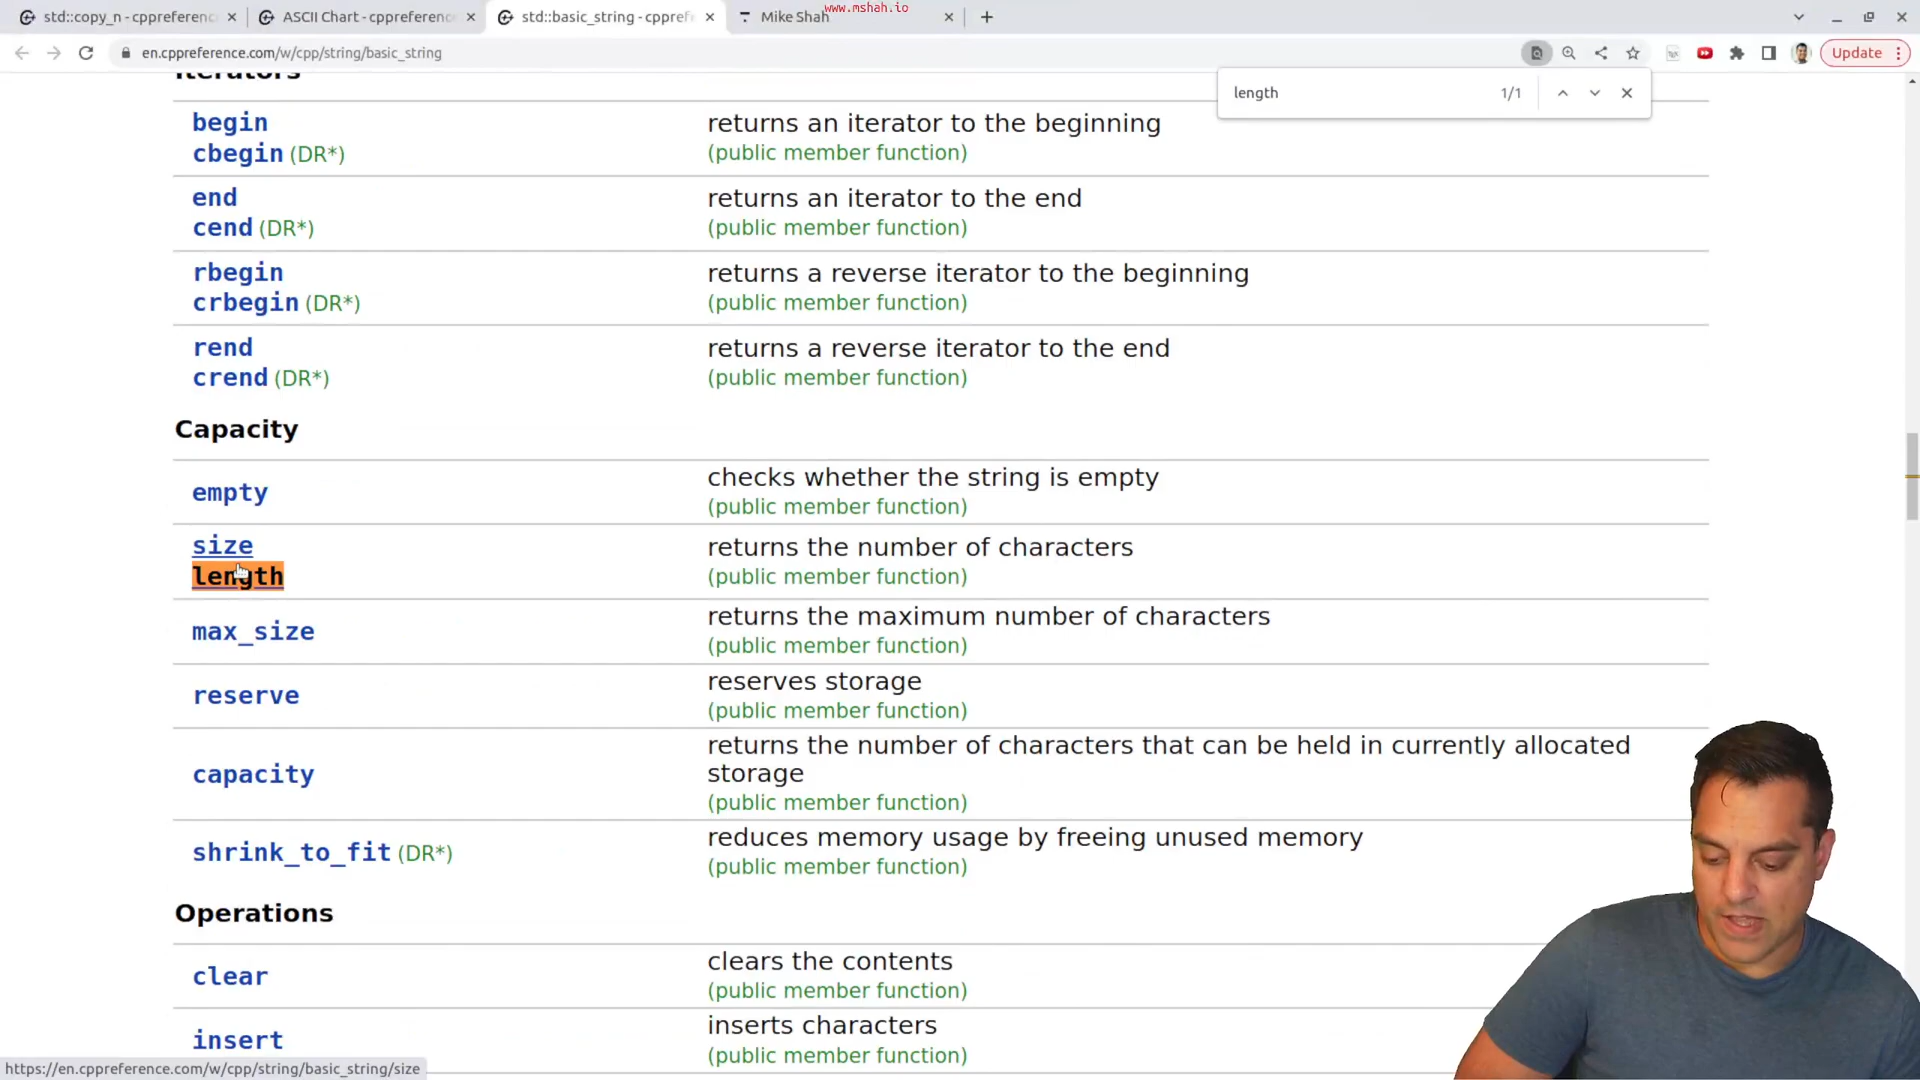 www.mshah.io
std::copy_n - cppreferenc
ASCII Chart - cppreference
std::basic_string - cppref
Mike Shah
en.cppreference.com/w/cpp/string/basic_string
Update
length 1/1
Iterators
begin returns an iterator to the beginning
cbegin (DR*) (public member function)
end returns an iterator to the end
cend (DR*) (public member function)
rbegin returns a reverse iterator to the beginning
crbegin (DR*) (public member function)
rend returns a reverse iterator to the end
crend (DR*) (public member function)
Capacity
empty checks whether the string is empty
(public member function)
size returns the number of characters
length (public member function)
max_size returns the maximum number of characters
(public member function)
reserve reserves storage
(public member function)
capacity returns the number of characters that can be held in currently allocated
storage
(public member function)
shrink_to_fit (DR*) reduces memory usage by freeing unused memory
(public member function)
Operations
clear clears the contents
(public member function)
insert inserts characters
(public member function)
https://en.cppreference.com/w/cpp/string/basic_string/size